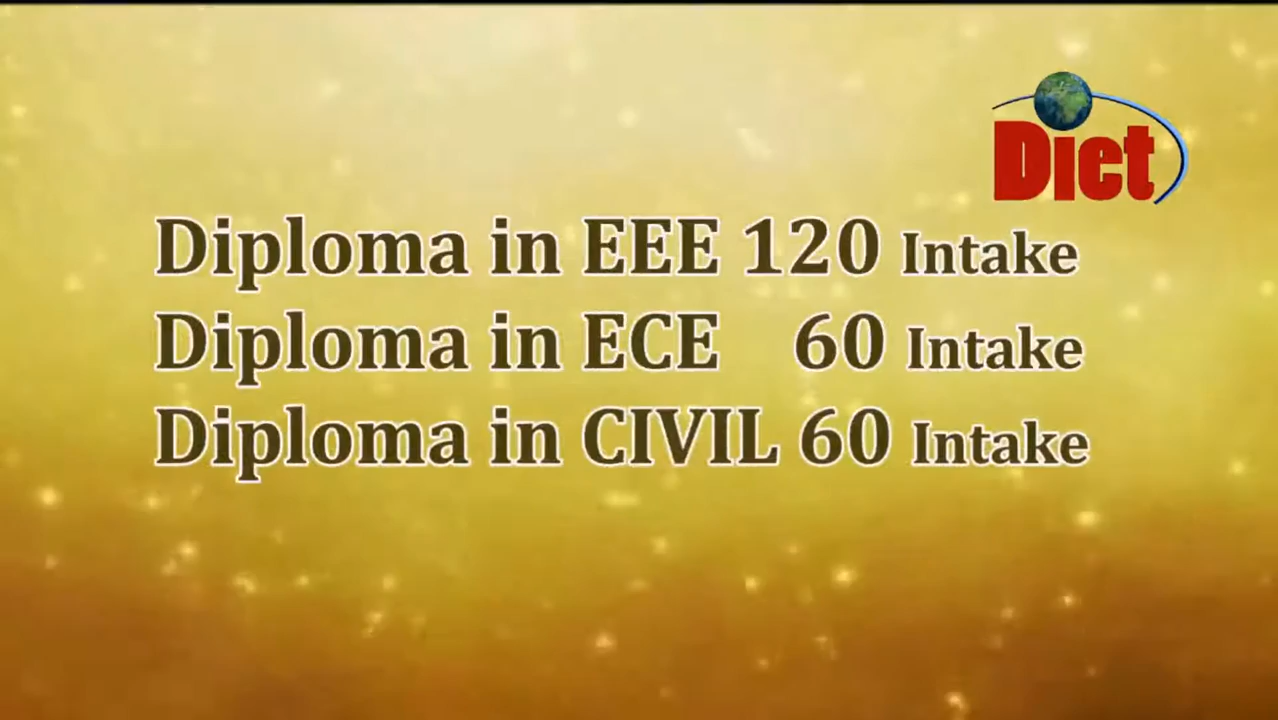 Diet
Diploma in EEE 120 Intake
Diploma in ECE 60 Intake
Diploma in CIVIL 60 Intake